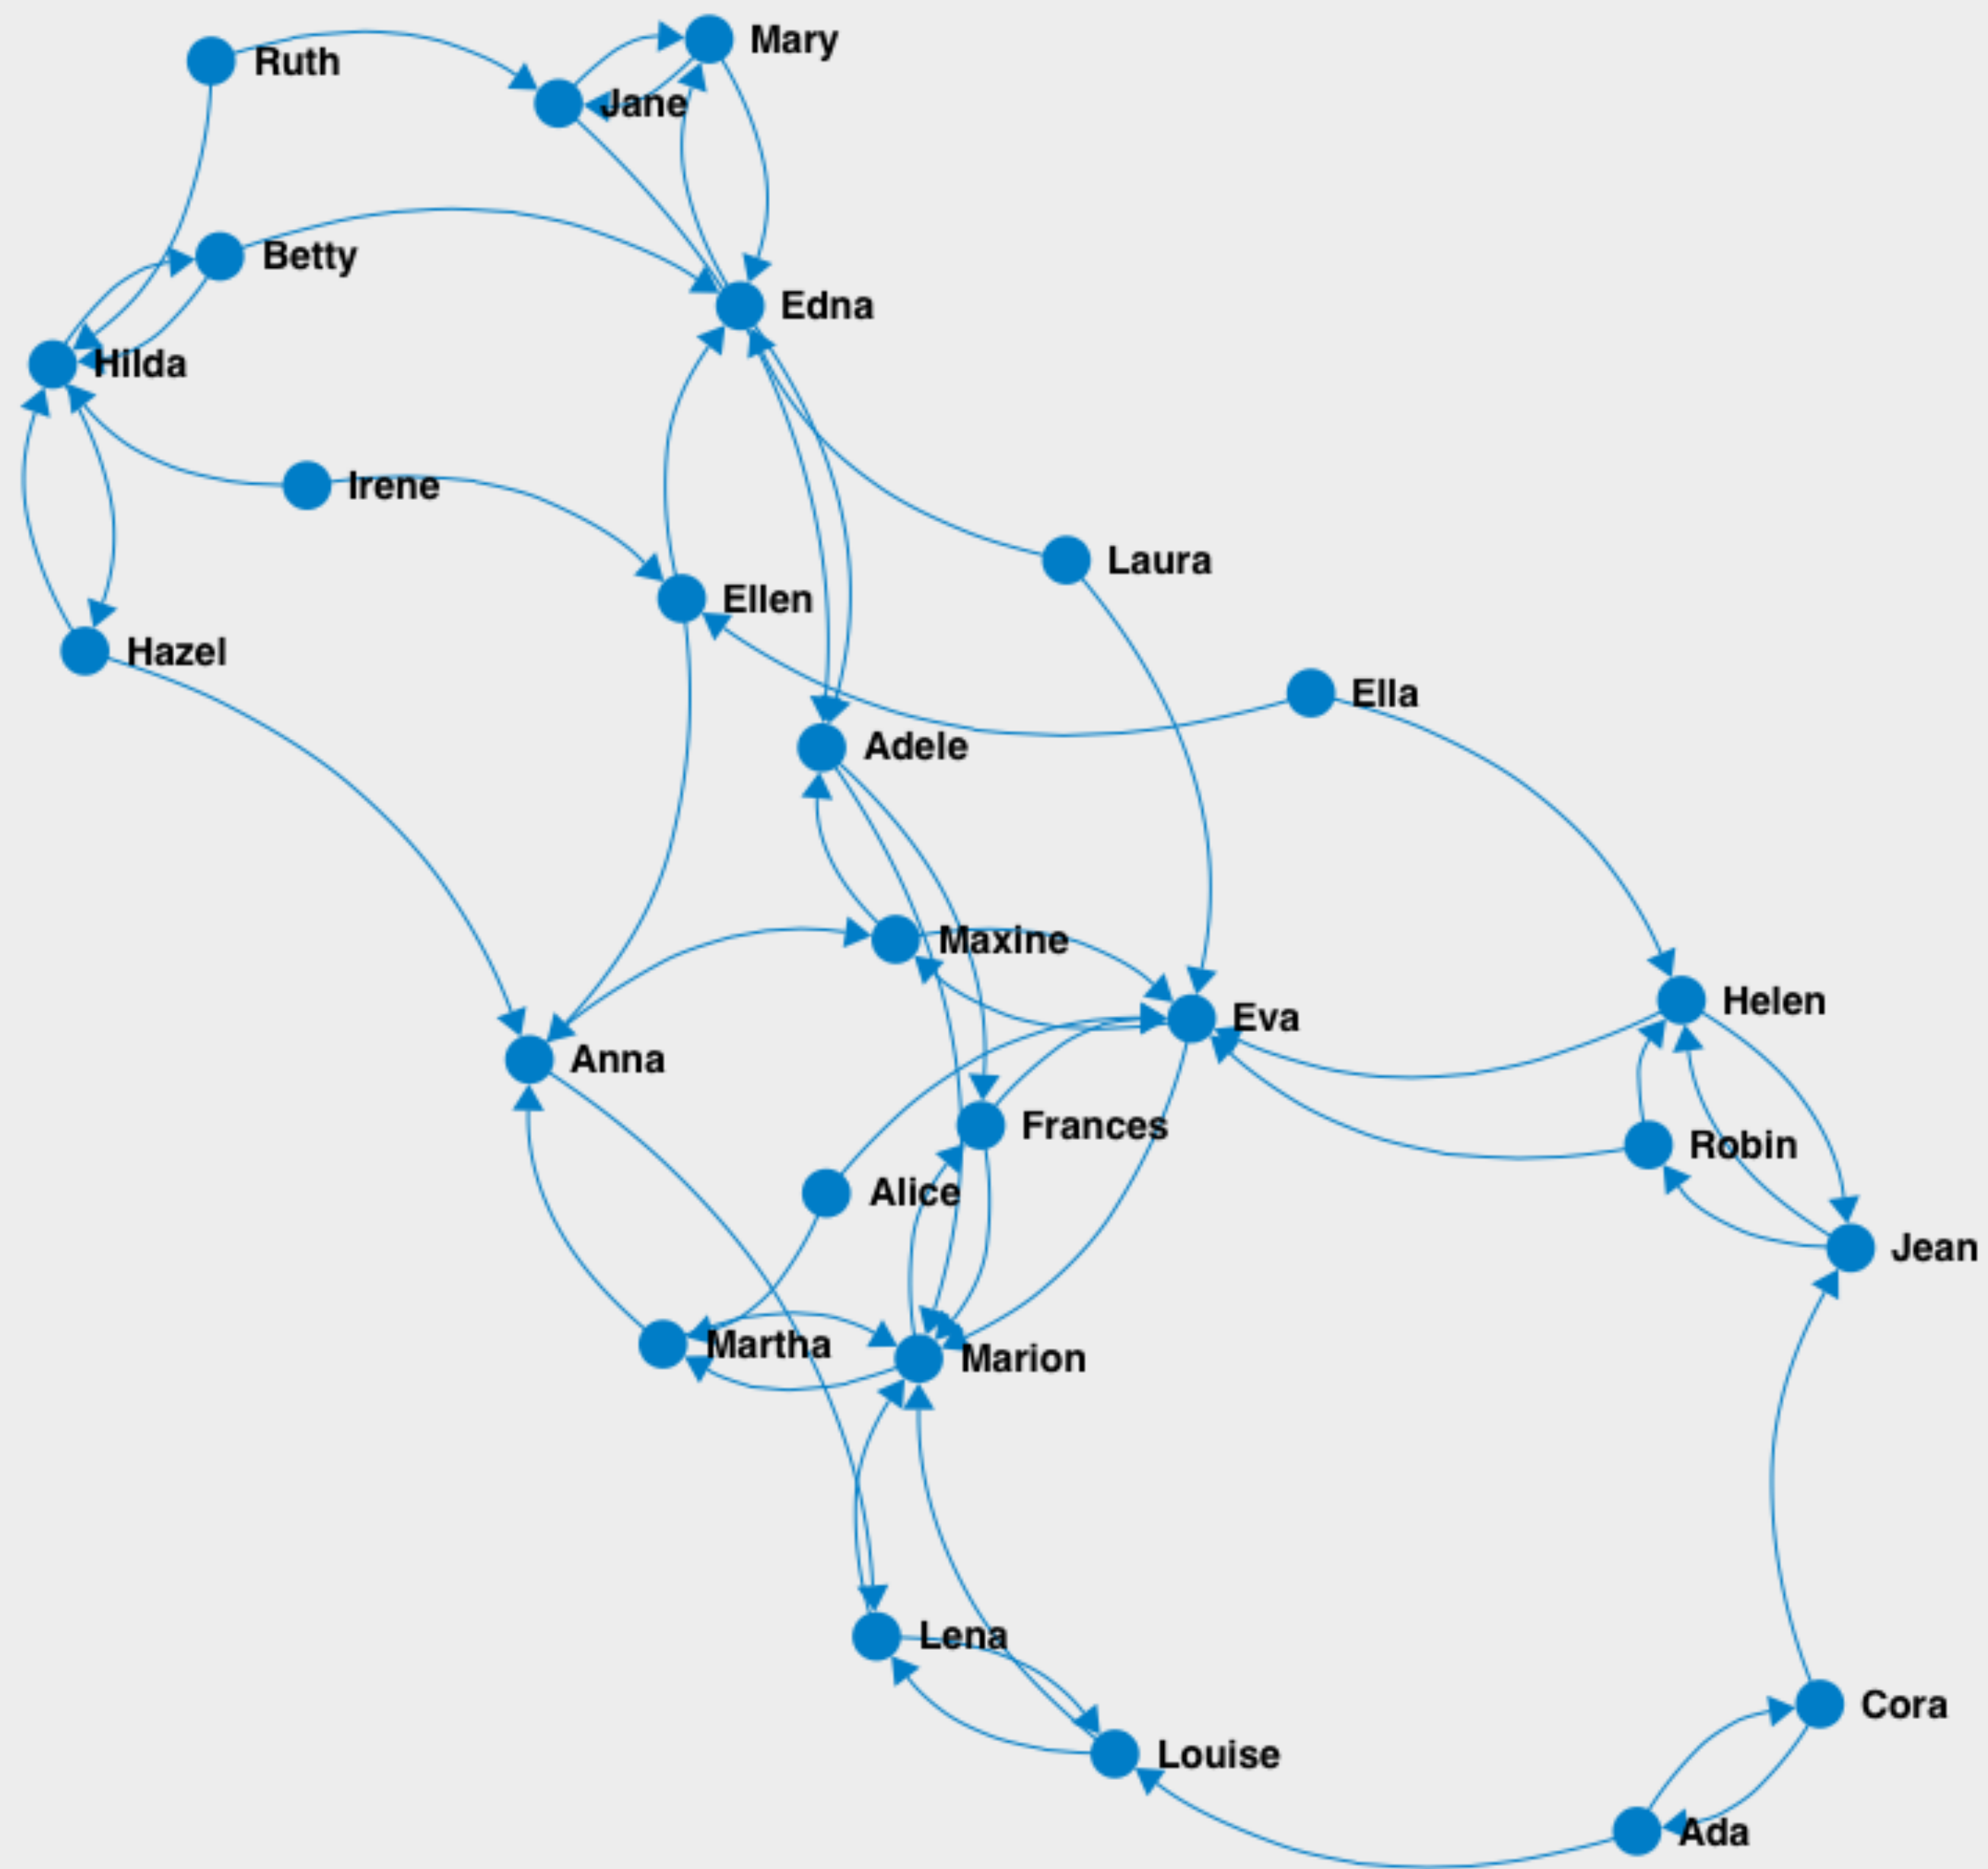 Mary
Ruth
Jane
Betty
Edna
Hilda
Irene
Laura
Ellen
Hazel
Ella
Adele
Maxine
Helen
Eva
Anna
Frances
Robin
Alice
Jean
Martha
Marion
Lena
Cora
Louise
Ada